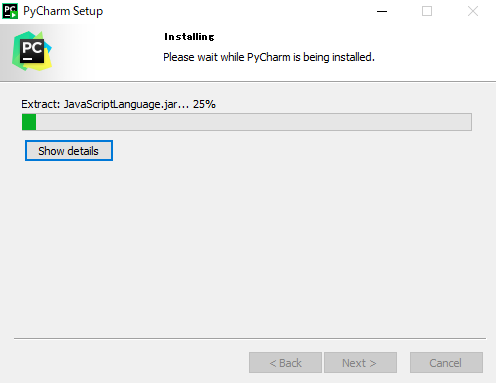 PC PyCharm Setup
PC
Installing
Please wait while PyCharm is being installed.
Extract: JavaScriptLanguage.jar... 25%
Show details
< Back Next > Cancel